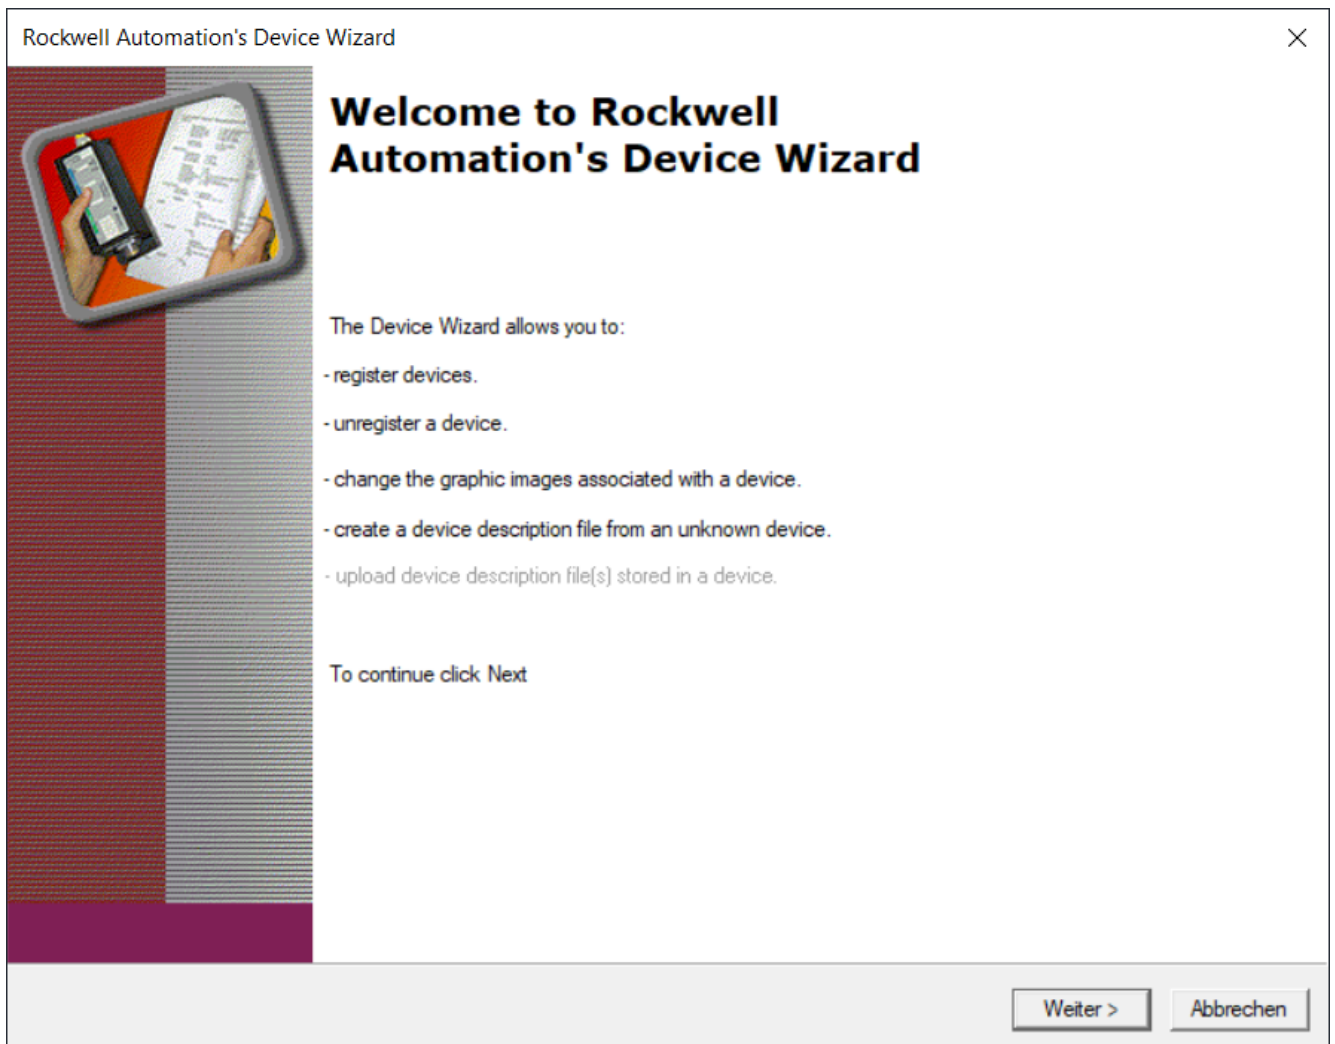 Rockwell Automation's Device Wizard
Welcome to Rockwell
Automation's Device Wizard
The Device Wizard allows you to:
- register devices.
- unregister a device.
- change the graphic images associated with a device.
- create a device description file from an unknown device.
- upload device description file(s) stored in a device.
To continue click Next
Weiter >
Abbrechen